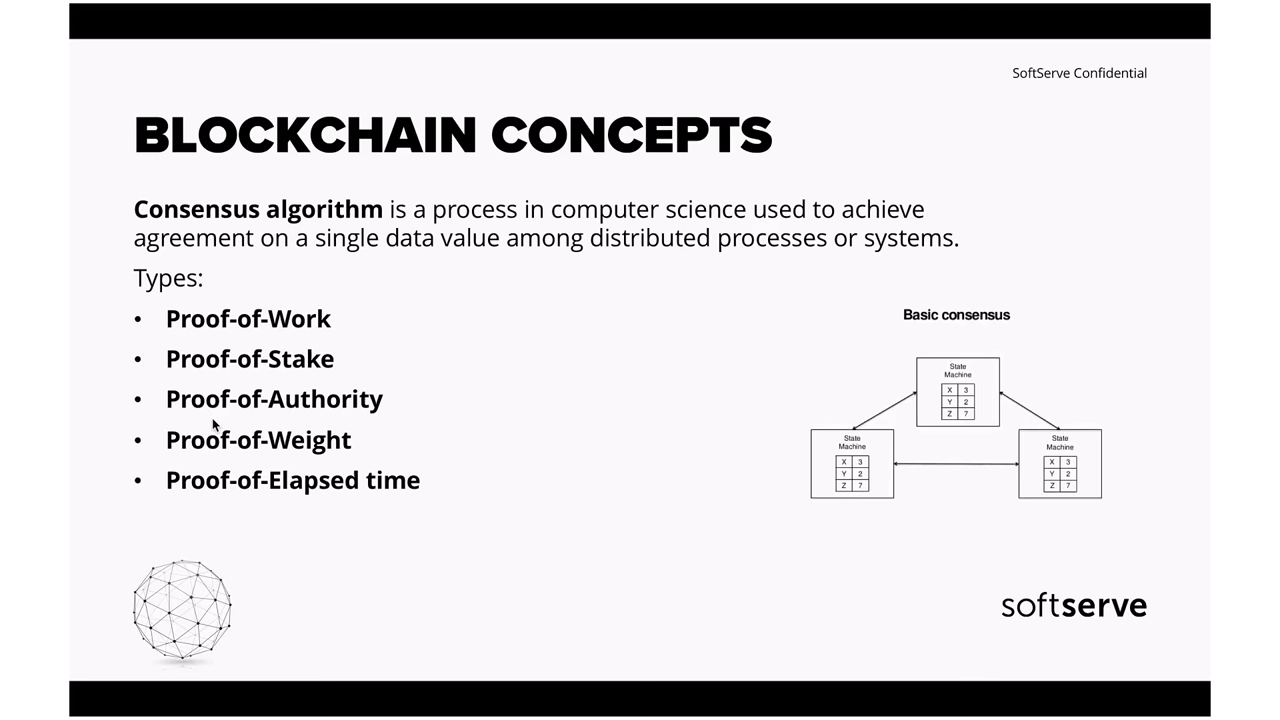 SoftServe Confidential
BLOCKCHAIN CONCEPTS
Consensus algorithm is a process in computer science used to achieve
agreement on a single data value among distributed processes or systems.
Types:
• Proof-of-Work
• Proof-of-Stake
• Proof-of-Authority
• Proof-of-Weight
• Proof-of-Elapsed time
Basic consensus
State
Machine
X 3
Y 2
Z 7
State
Machine
X 3
Y 2
Z 7
State
Machine
X 3
Y 2
Z 7
softserve